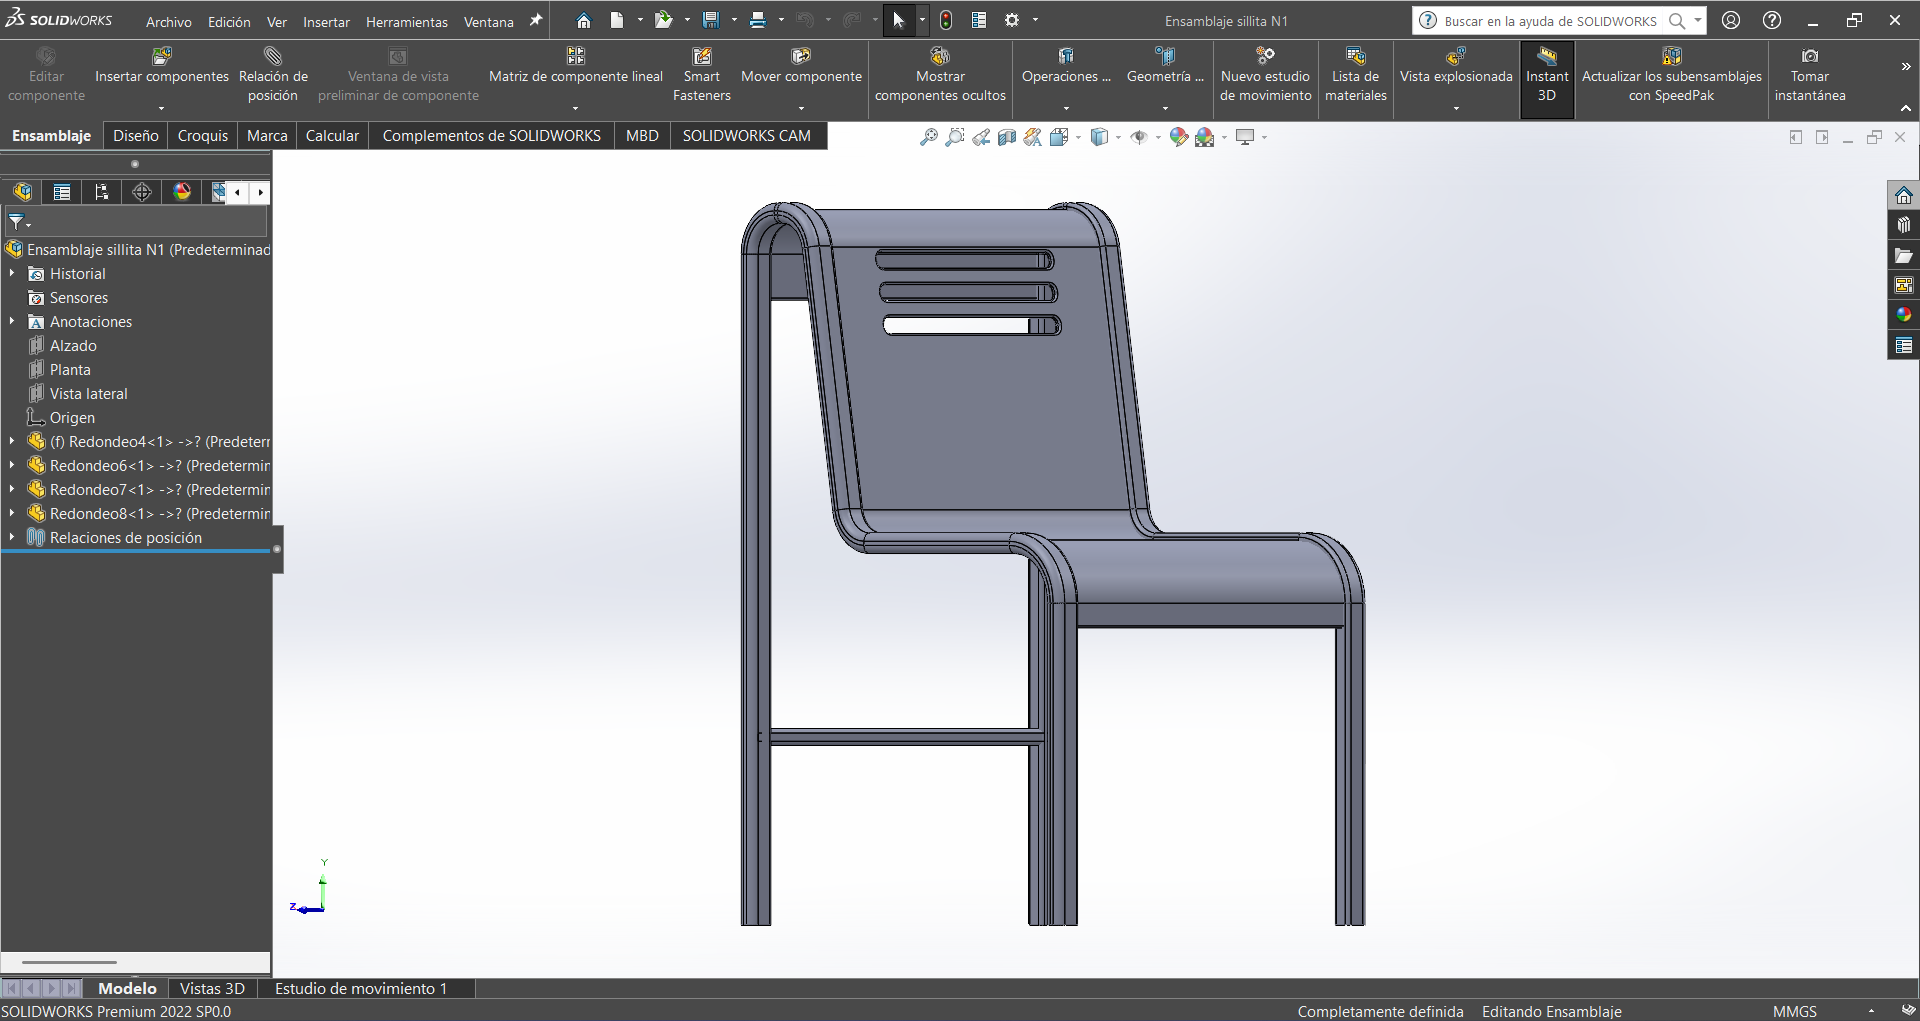 SOLIDWORKS
Archivo
Edición
Ver
Insertar
Herramientas
Ventana
Ensamblaje sillita N1
Buscar en la ayuda de SOLIDWORKS
Editar
componente
Insertar componentes
Relación de
posición
Ventana de vista
preliminar de componente
Matriz de componente lineal
Smart
Fasteners
Mover componente
Mostrar
componentes ocultos
Operaciones ...
Geometría ...
Nuevo estudio
de movimiento
Lista de
materiales
Vista explosionada
Instant
3D
Actualizar los subensamblajes
con SpeedPak
Tomar
instantánea
Ensamblaje
Diseño
Croquis
Marca
Calcular
Complementos de SOLIDWORKS
MBD
SOLIDWORKS CAM
Ensamblaje sillita N1 (Predeterminad
Historial
Sensores
Anotaciones
Alzado
Planta
Vista lateral
Origen
(f) Redondeo4<1> ->? (Predeterr
Redondeo6<1> ->? (Predetermin
Redondeo7<1> ->? (Predetermin
Redondeo8<1> ->? (Predetermin
Relaciones de posición
Y
Z
Modelo
Vistas 3D
Estudio de movimiento 1
SOLIDWORKS Premium 2022 SP0.0
Completamente definida
Editando Ensamblaje
MMGS